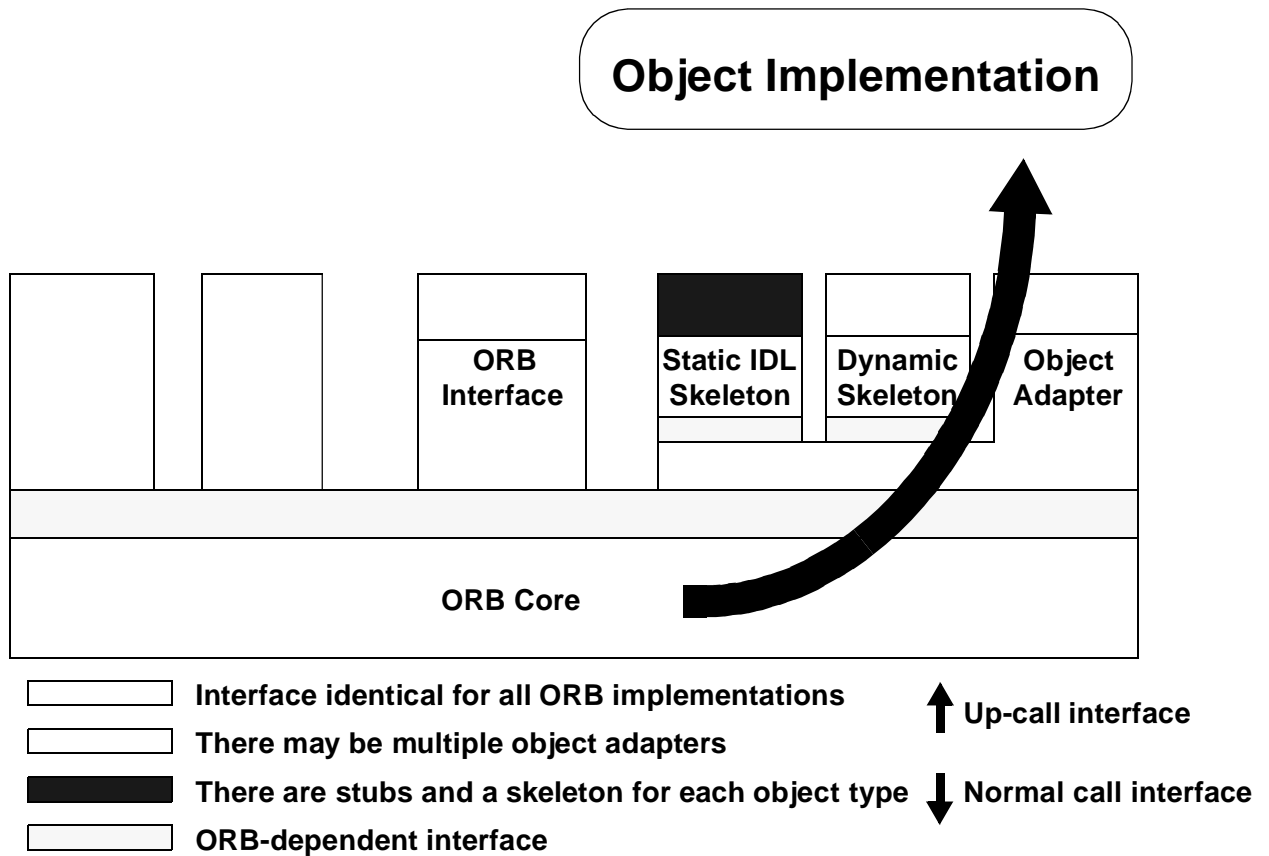 Object Implementation
ORB
Interface
Static IDL
Skeleton
Dynamic
Skeleton
Object
Adapter
ORB Core
Interface identical for all ORB implementations
There may be multiple object adapters
There are stubs and a skeleton for each object type
ORB-dependent interface
Up-call interface
Normal call interface